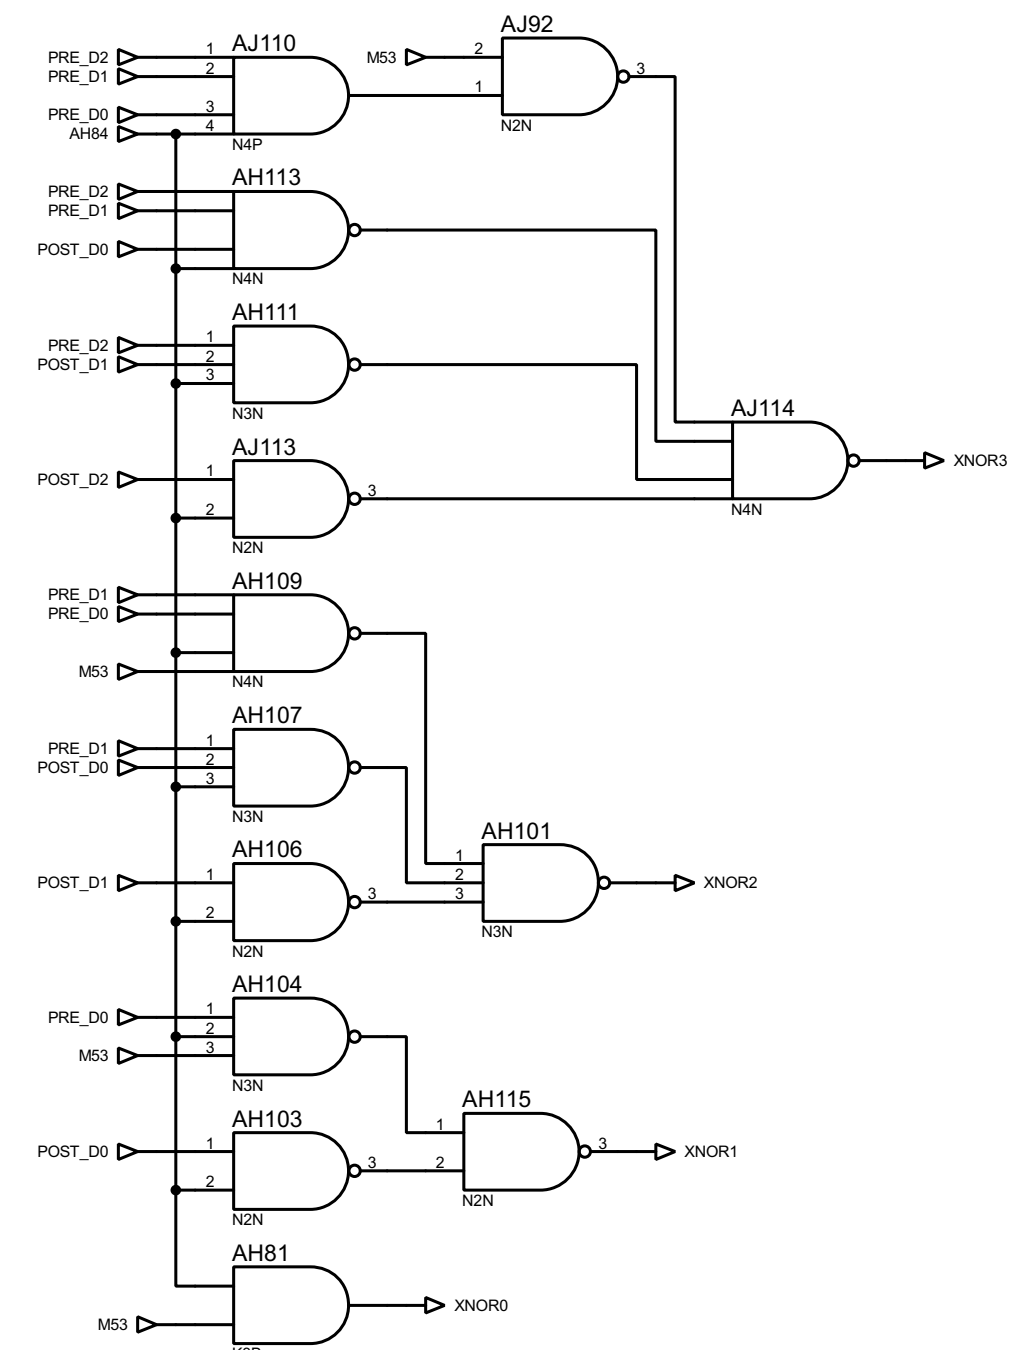 AJ92
AJ110
PRE_D2 1
PRE_D1 2
M53 2
1
3
PRE_D0 3
AH84 4
N4P
N2N
AH113
PRE_D2
PRE_D1
POST_D0
N4N
AH111
PRE_D2 1
POST_D1 2
3
N3N
AJ114
XNOR3
N4N
AJ113
POST_D2 1
3
2
N2N
AH109
PRE_D1
PRE_D0
M53
N4N
AH107
PRE_D1 1
POST_D0 2
3
N3N
AH101
1
2
3
XNOR2
N3N
AH106
POST_D1 1
3
2
N2N
AH104
PRE_D0 1
2
M53 3
N3N
AH115
1
2
3 XNOR1
N2N
AH103
POST_D0 1
3
2
N2N
AH81
XNOR0
M53